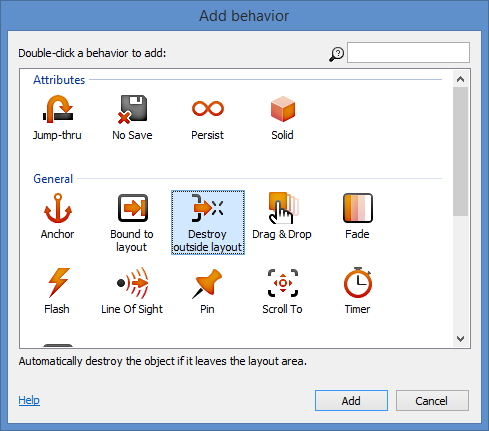 Add behavior
Double-click a behavior to add:
Attributes
Jump-thru
No Save
Persist
Solid
General
Anchor
Bound to
layout
Destroy
outside layout
Drag & Drop
Fade
Flash
Line Of Sight
Pin
Scroll To
Timer
Automatically destroy the object if it leaves the layout area.
Help
Add
Cancel